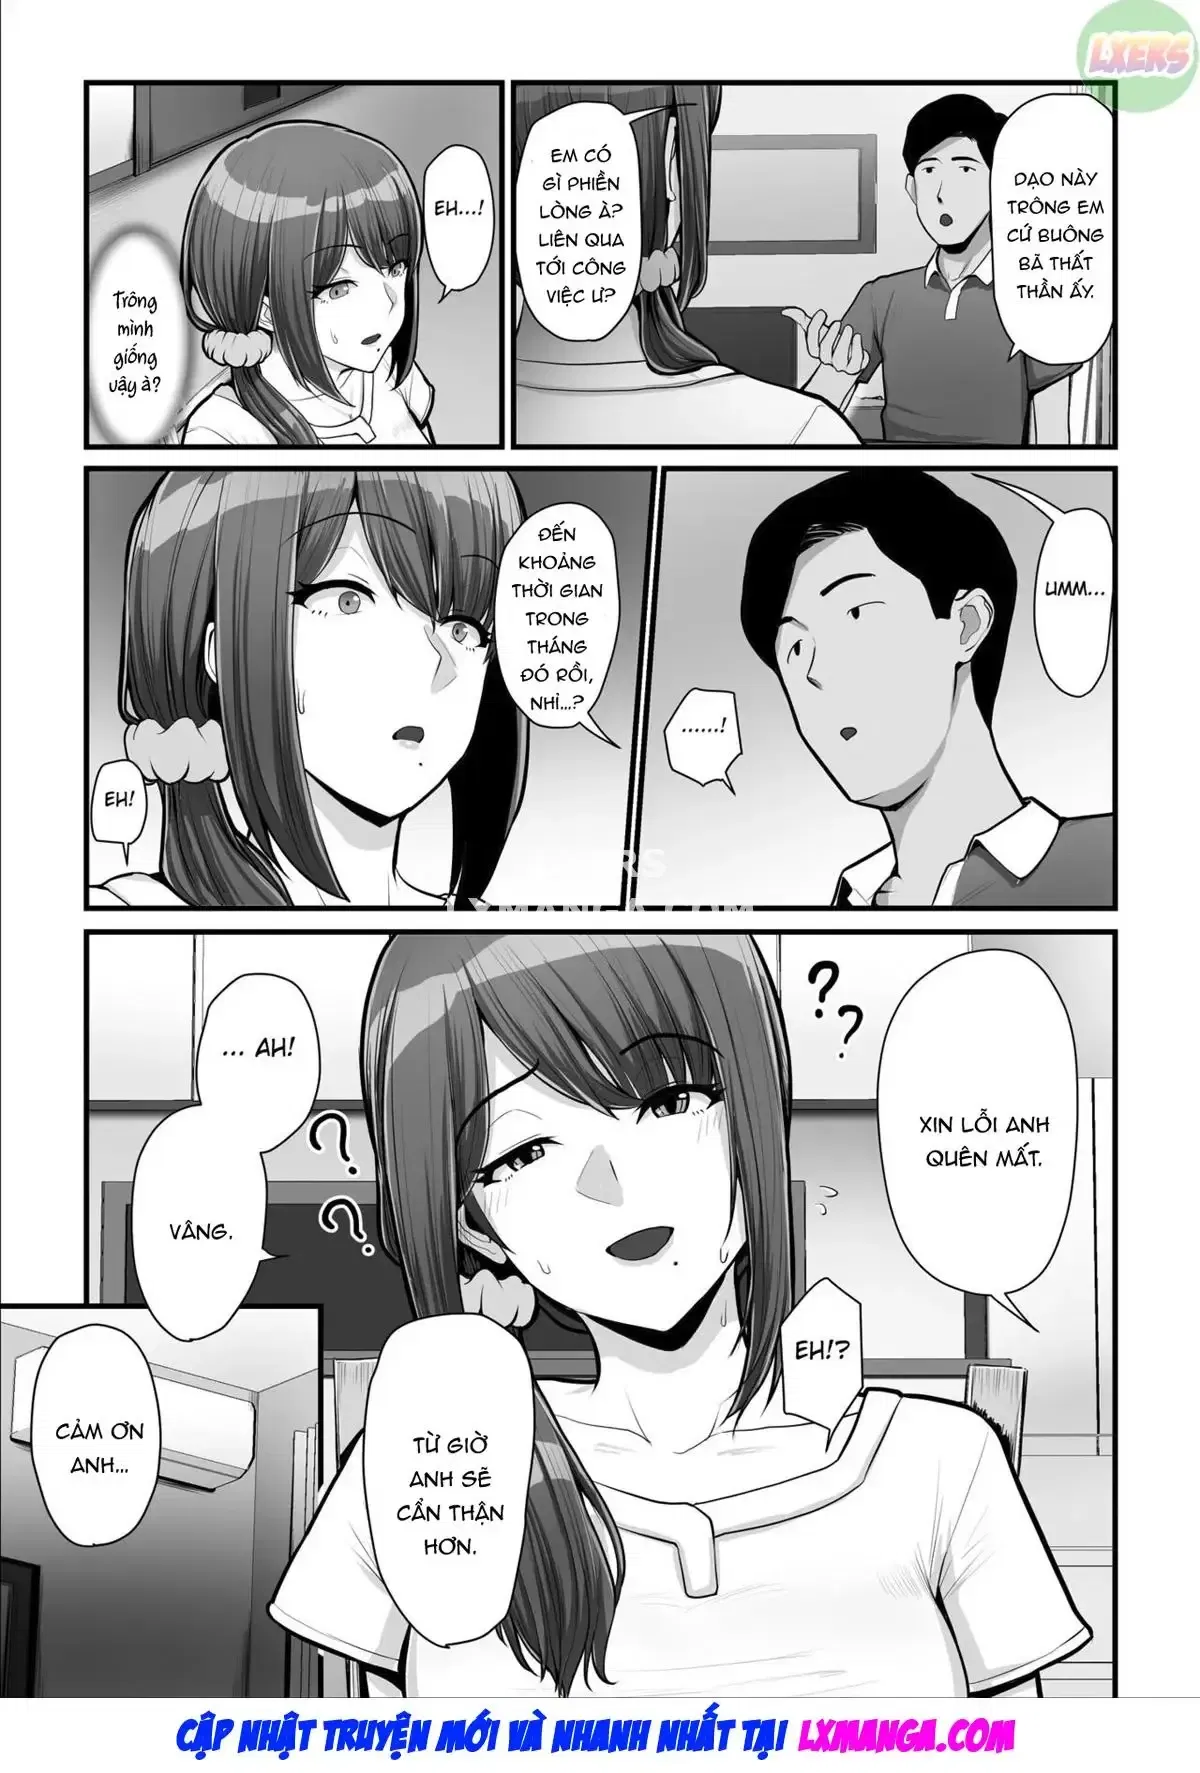 LXERS
DẠO NÀY
TRÔNG EM
CỨ BUÔNG
BÃ THẤT
THẦN ẤY.
EM CÓ
GÌ PHIỀN
LÒNG À?
LIÊN QUA
TỚI CÔNG
VIỆC Ư?
EH...!
Trông
mình
giống
vậy à?
UMM...
......!
ĐẾN
KHOẢNG
THỜI GIAN
TRONG
THÁNG
ĐÓ RỒI,
NHỈ...?
EH!
LXMANGA.COM
XIN LỖI ANH
QUÊN MẤT.
? ?
EH!?
... AH!
VÂNG.
? ?
TỪ GIỜ
ANH SẼ
CẨN THẬN
HƠN.
CẢM ƠN
ANH...
CẬP NHẬT TRUYỆN MỚI VÀ NHANH NHẤT TẠI LXMANGA.COM